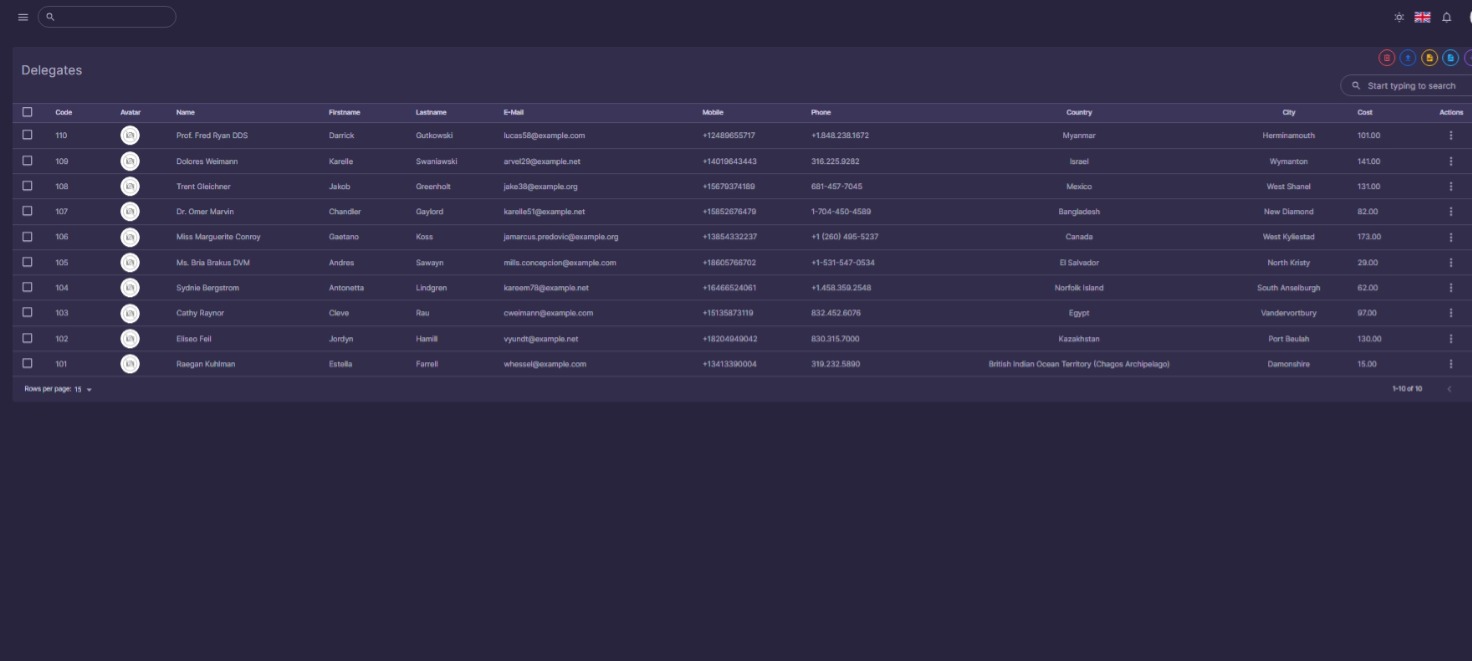 Delegates
Start typing to search
Code Avatar Name Firstname Lastname E-Mail Mobile Phone Country City Cost Actions
110 Prof. Fred Ryan DDS Darrick Gutkowski lucas58@example.com +12489655717 +1.848.238.1672 Myanmar Herminamouth 101.00
109 Dolores Weimann Karelle Swaniawski arvel29@example.net +14019643443 316.225.9282 Israel Wymanton 141.00
108 Trent Gleichner Jakob Greenholt jake38@example.org +15679374169 681-457-7045 Mexico West Shanel 131.00
107 Dr. Omer Marvin Chandler Gaylord kareile51@example.net +15852676479 1-704-450-4589 Bangladesh New Diamond 82.00
106 Miss Marguerite Conroy Gaetano Koss jamarcus.predovic@example.org +13854332237 +1 (260) 495-5237 Canada West Kyliestad 173.00
105 Ms. Bria Brakus DVM Andres Sawayn mills.concepcion@example.com +18605766702 +1-531-547-0534 El Salvador North Kristy 29.00
104 Sydnie Bergstrom Antonetta Lindgren kareem78@example.net +16466524061 +1.458.359.2548 Norfolk Island South Anselburgh 62.00
103 Cathy Raynor Cleve Rau cweimann@example.com +15135873119 832.452.6076 Egypt Vandervortbury 97.00
102 Eliseo Feil Jordyn Hamill vyundt@example.net +18204949042 830.315.7000 Kazakhstan Port Beulah 130.00
101 Raegan Kuhlman Estella Farrell whessel@example.com +13413390004 319.232.5890 British Indian Ocean Territory (Chagos Archipelago) Damonshire 15.00
Rows per page: 15 1-10 of 10